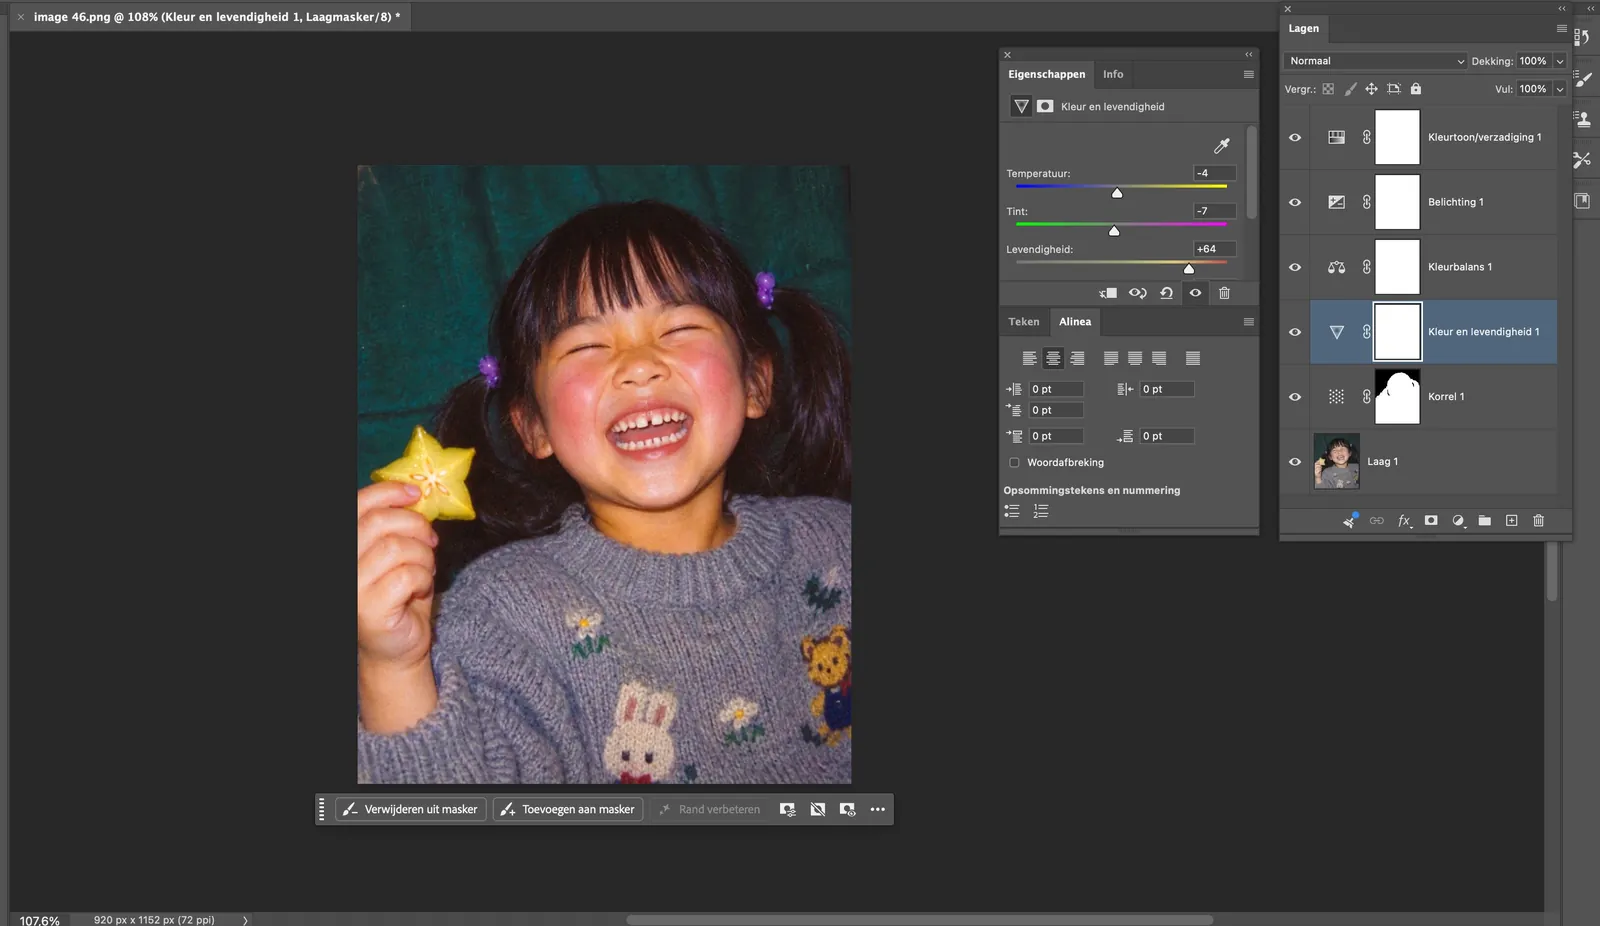 image 46.png @ 108% (Kleur en levendigheid 1, Laagmasker/8) *
Eigenschappen
Info
Kleur en levendigheid
Temperatuur:
-4
Tint:
-7
Levendigheid:
+64
Teken
Alinea
0 pt
0 pt
0 pt
0 pt
0 pt
Woordafbreking
Opsommingstekens en nummering
Lagen
Normaal
Dekking:
100%
Vergr.:
Vul:
100%
Kleurtoon/verzadiging 1
Belichting 1
Kleurbalans 1
Kleur en levendigheid 1
Korrel 1
Laag 1
fx
Verwijderen uit masker
Toevoegen aan masker
Rand verbeteren
107,6%
920 px x 1152 px (72 ppi)